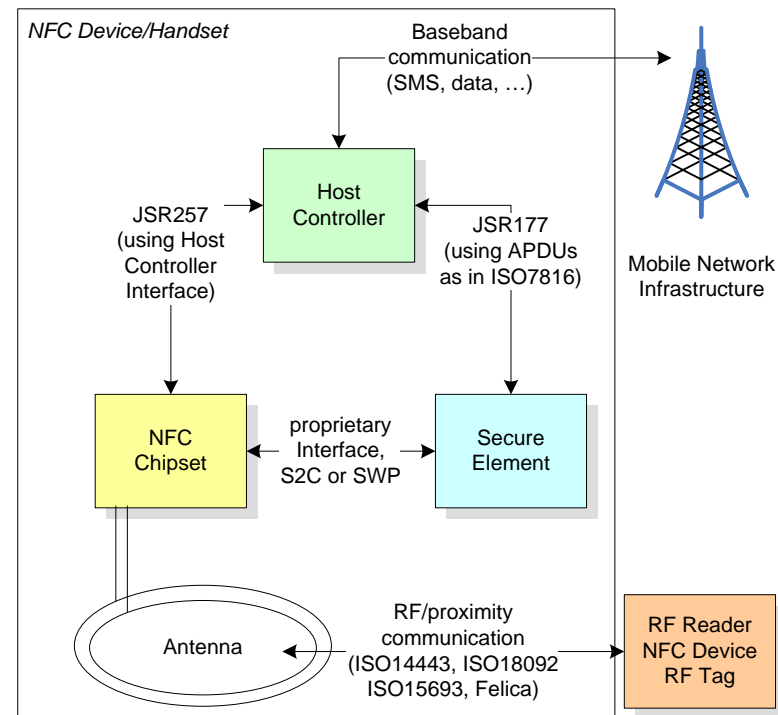 NFC Device/Handset
Baseband
communication
(SMS, data, …)
Host
Controller
JSR257
(using Host
Controller
Interface)
JSR177
(using APDUs
as in ISO7816)
Mobile Network
Infrastructure
NFC
Chipset
proprietary
Interface,
S2C or SWP
Secure
Element
Antenna
RF/proximity
communication
(ISO14443, ISO18092
ISO15693, Felica)
RF Reader
NFC Device
RF Tag